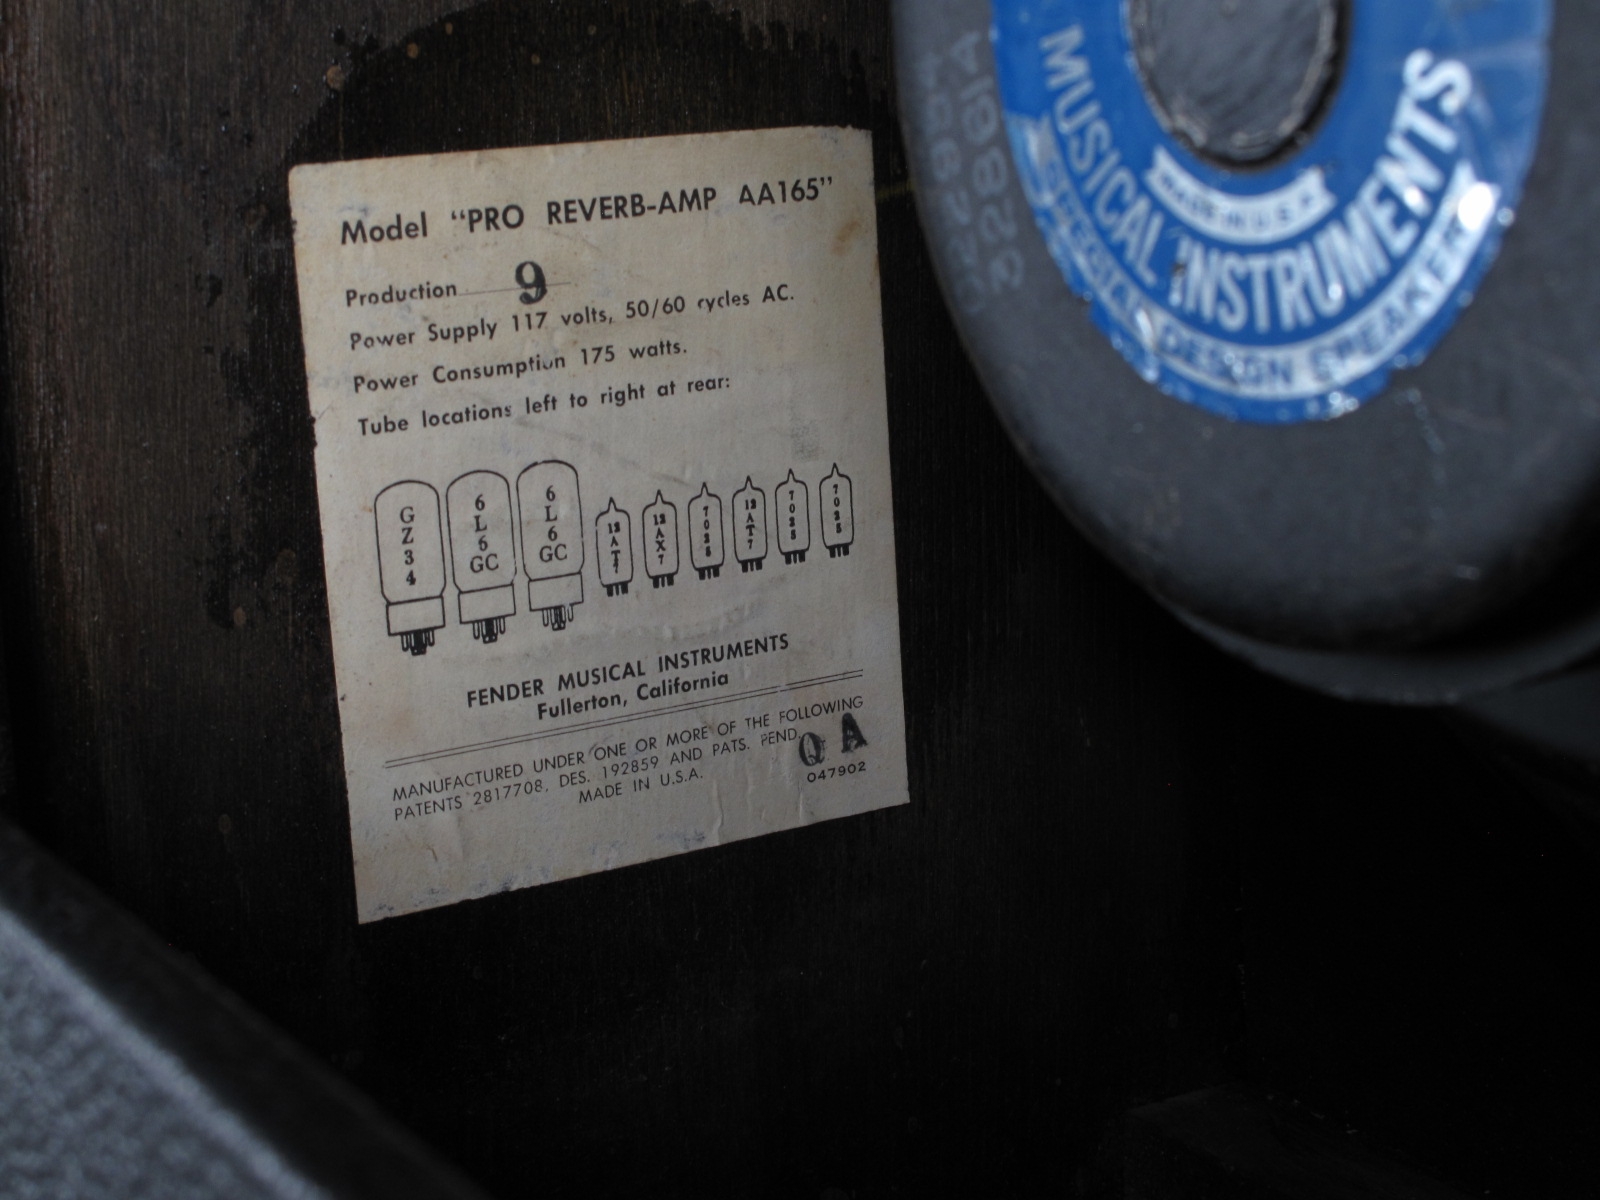 Model "PRO REVERB-AMP AA165"
Production 9
Power Supply 117 volts, 50/60 cycles AC.
Power Consumption 175 watts.
Tube locations left to right at rear:
GZ34
6L6GC
6L6GC
12AT7
12AX7
7025
12AT7
7025
7025
FENDER MUSICAL INSTRUMENTS
Fullerton, California
MANUFACTURED UNDER ONE OR MORE OF THE FOLLOWING
PATENTS 2817708, DES. 192859 AND PATS. PEND.
MADE IN U.S.A.
QA
047902
MUSICAL INSTRUMENTS
MADE IN U.S.A.
SPECIAL DESIGN SPEAKER